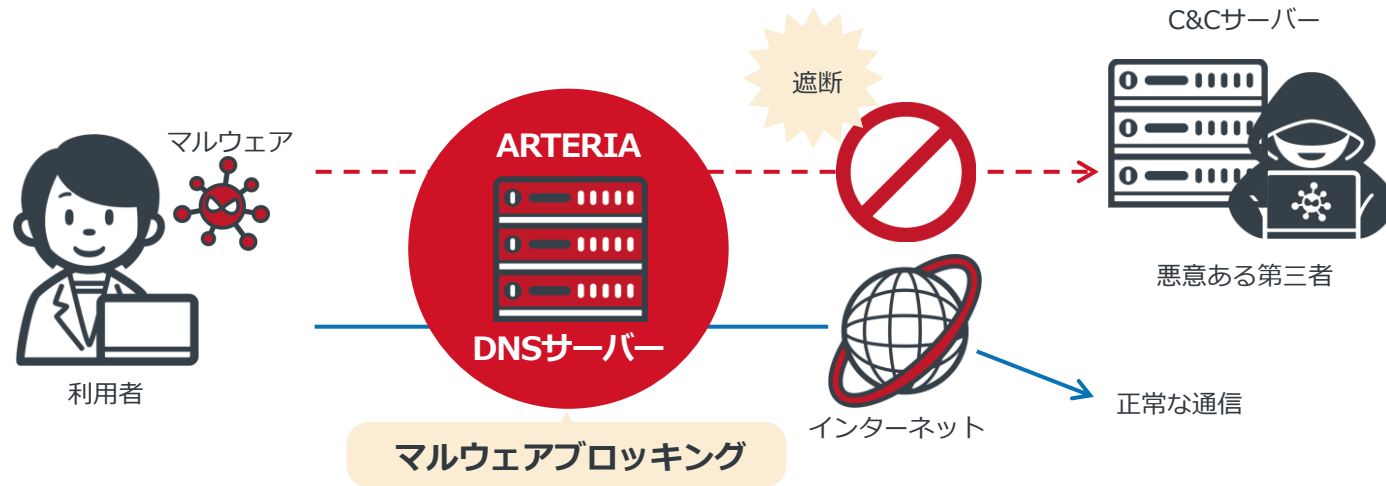 C&Cサーバー
遮断
マルウェア
ARTERIA
DNSサーバー
悪意ある第三者
利用者
インターネット
正常な通信
マルウェアブロッキング